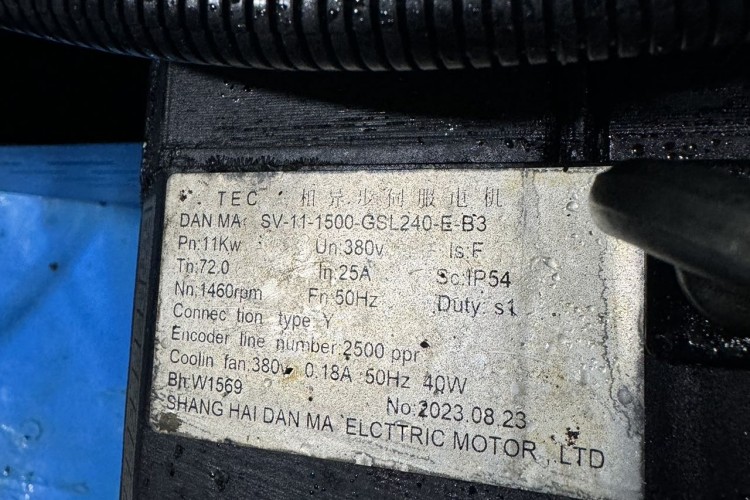 TEC 相异步伺服电机
DAN MA: SV-11-1500-GSL240-E-B3
Pn:11Kw Un:380v Is:F
Tn:72.0 In:25A Sc:IP54
Nn:1460rpm Fn:50Hz Duty: s1
Connec tion type Y
Encoder line number:2500 ppr
Coolin fan:380v 0.18A 50Hz 40W
Bh:W1569 No:2023.08.23
SHANG HAI DAN MA ELCTTRIC MOTOR ,LTD